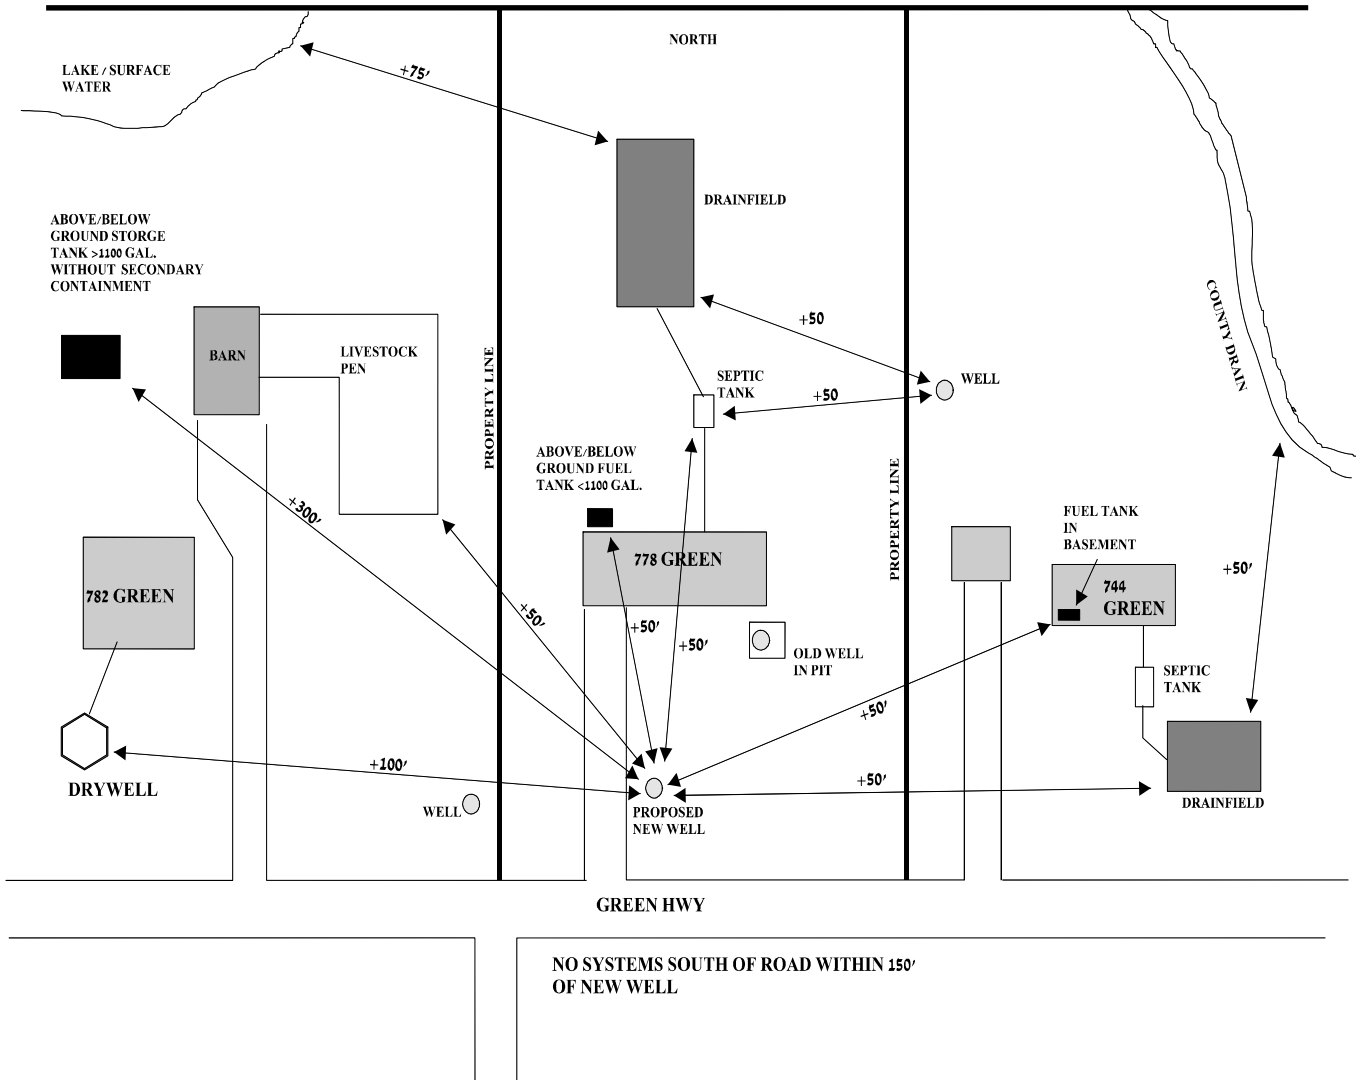 NORTH
LAKE / SURFACE
WATER
+75'
DRAINFIELD
ABOVE/BELOW
GROUND STORGE
TANK >1100 GAL.
WITHOUT SECONDARY
CONTAINMENT
BARN
LIVESTOCK
PEN
PROPERTY LINE
+50
SEPTIC
TANK
+50
WELL
COUNTY DRAIN
ABOVE/BELOW
GROUND FUEL
TANK <1100 GAL.
PROPERTY LINE
+300'
778 GREEN
FUEL TANK
IN
BASEMENT
+50'
782 GREEN
744
GREEN
+50'
+50'
+50'
OLD WELL
IN PIT
SEPTIC
TANK
+50'
+100'
+50'
DRYWELL
WELL
PROPOSED
NEW WELL
DRAINFIELD
GREEN HWY
NO SYSTEMS SOUTH OF ROAD WITHIN 150'
OF NEW WELL